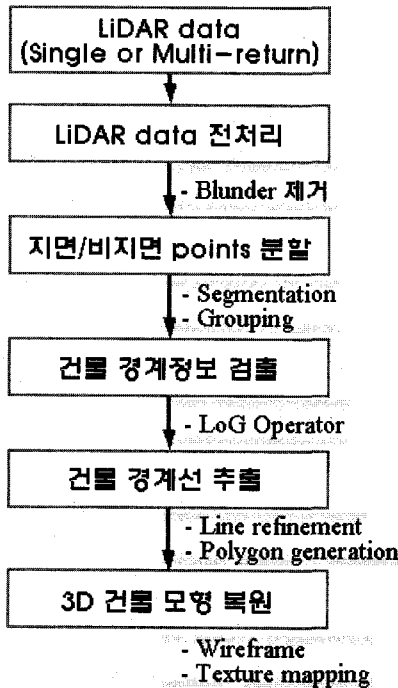 LiDAR data
(Single or Multi-return)
LiDAR data 전처리
- Blunder 제거
지면/비지면 points 분할
- Segmentation
- Grouping
건물 경계정보 검출
- LoG Operator
건물 경계선 추출
- Line refinement
- Polygon generation
3D 건물 모형 복원
- Wireframe
- Texture mapping